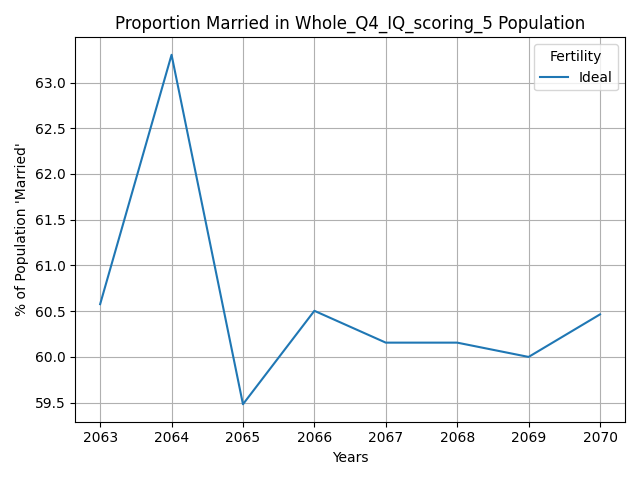 Proportion Married in Whole_Q4_IQ_scoring_5 Population
Fertility
Ideal
% of Population 'Married'
63.0
62.5
62.0
61.5
61.0
60.5
60.0
59.5
2063 2064 2065 2066 2067 2068 2069 2070
Years